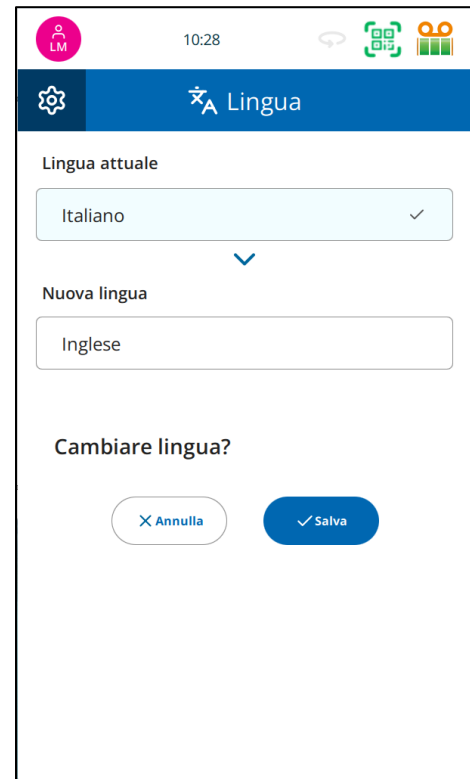 LM
10:28
Lingua
Lingua attuale
Italiano
Nuova lingua
Inglese
Cambiare lingua?
Annulla
Salva